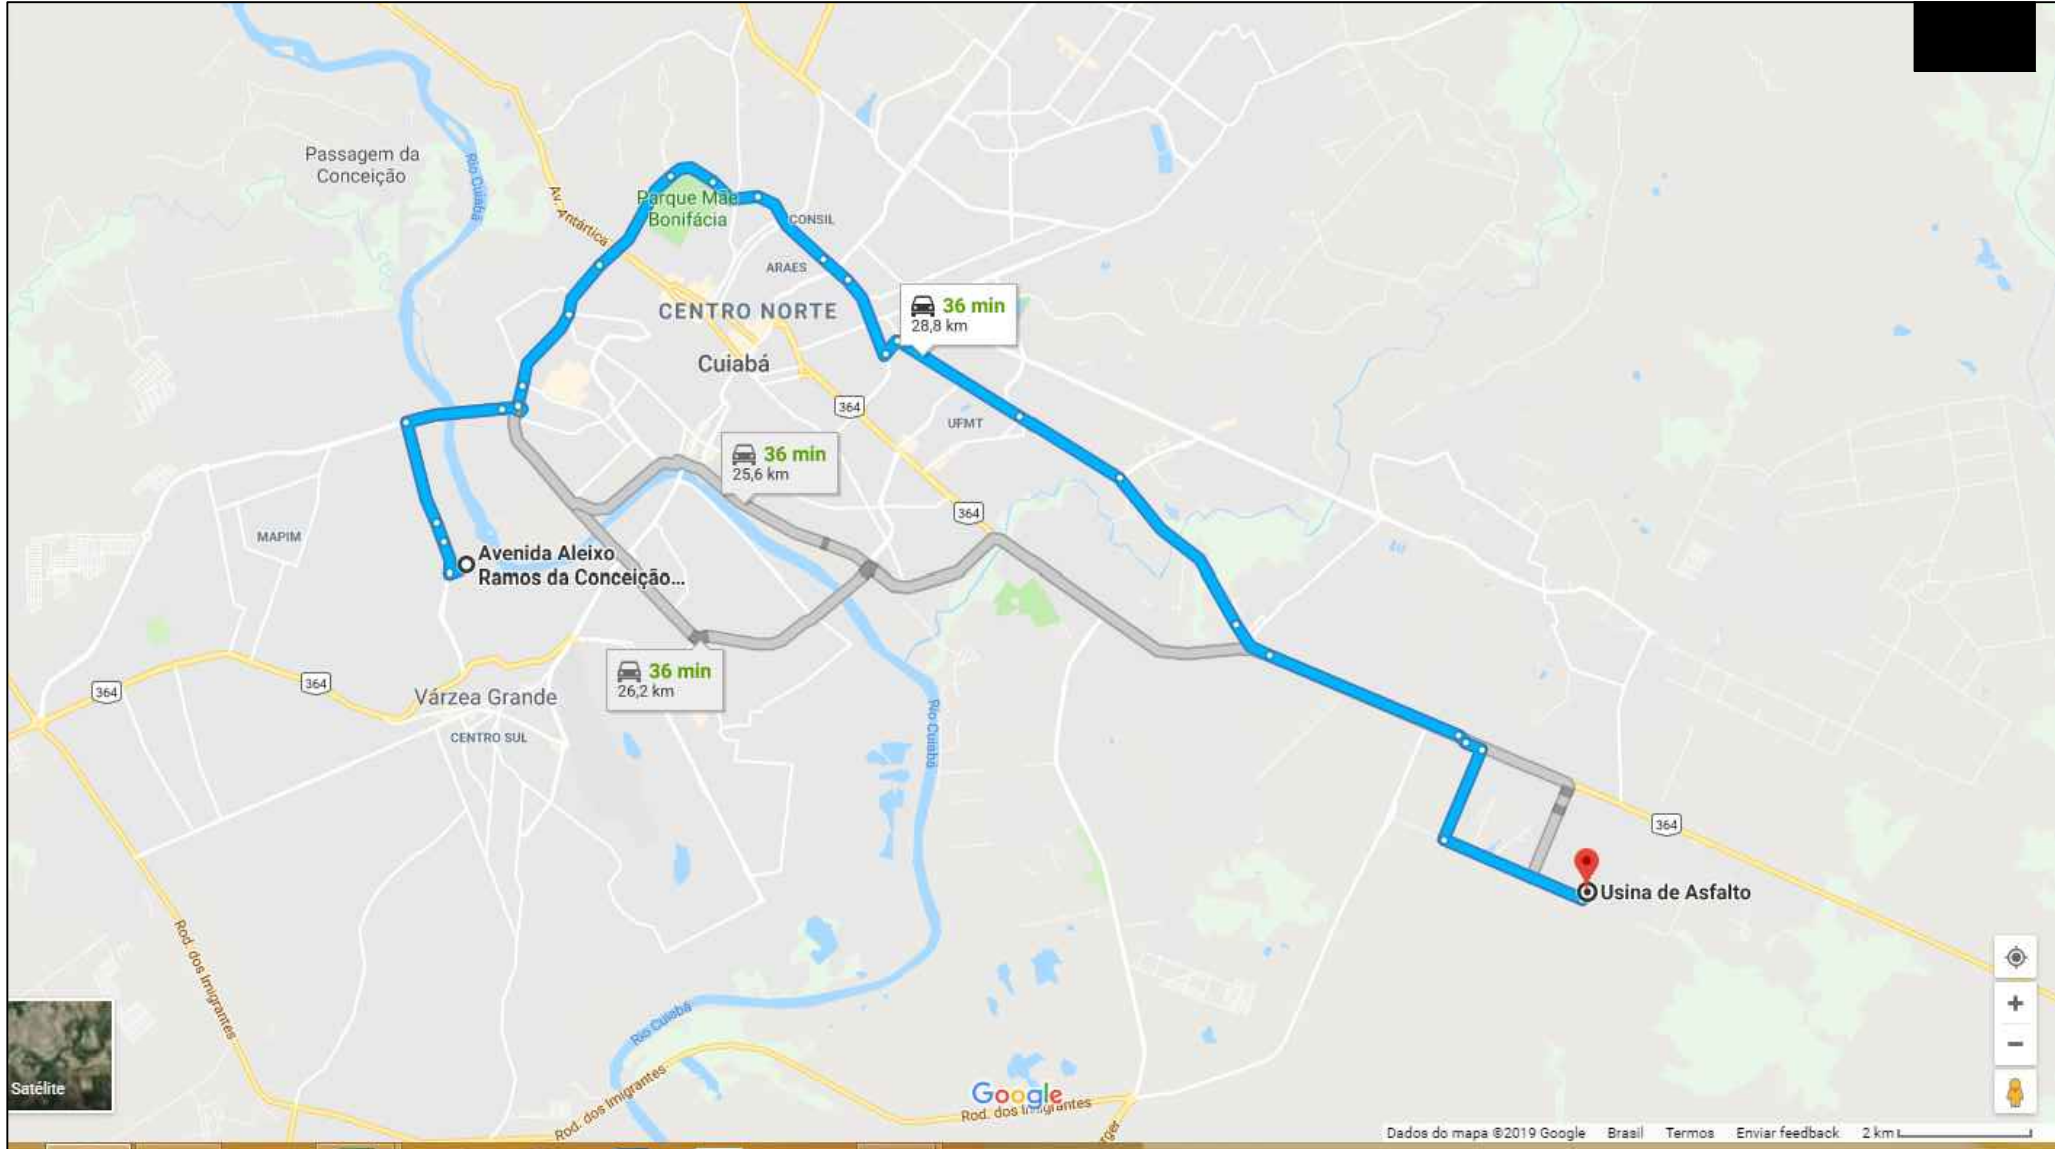 Passagem da
Conceição
Rio Cuiabá
Av. Antártica
Parque Mãe
Bonifácia
CONSIL
ARAES
CENTRO NORTE
36 min
28,8 km
Cuiabá
364
UFMT
36 min
25,6 km
364
MAPIM
Avenida Aleixo
Ramos da Conceição...
36 min
26,2 km
364
364
Várzea Grande
CENTRO SUL
Rio Cuiabá
364
Usina de Asfalto
Rod. dos Imigrantes
Rio Cuiabá
Rod. dos Imigrantes
Satélite
Google
Rod. dos Imigrantes
Dados do mapa ©2019 Google Brasil Termos Enviar feedback 2 km